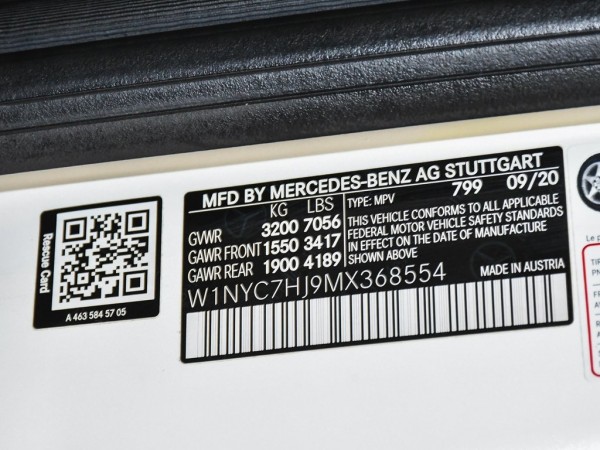 MFD BY MERCEDES-BENZ AG STUTTGART
KG LBS
GVWR 3200 7056
GAWR FRONT 1550 3417
GAWR REAR 1900 4189
TYPE: MPV 799 09/20
THIS VEHICLE CONFORMS TO ALL APPLICABLE
FEDERAL MOTOR VEHICLE SAFETY STANDARDS
IN EFFECT ON THE DATE OF MANUFACTURE
SHOWN ABOVE
W1NYC7HJ9MX368554 MADE IN AUSTRIA
Rescue Card
A 463 584 57 05
Le